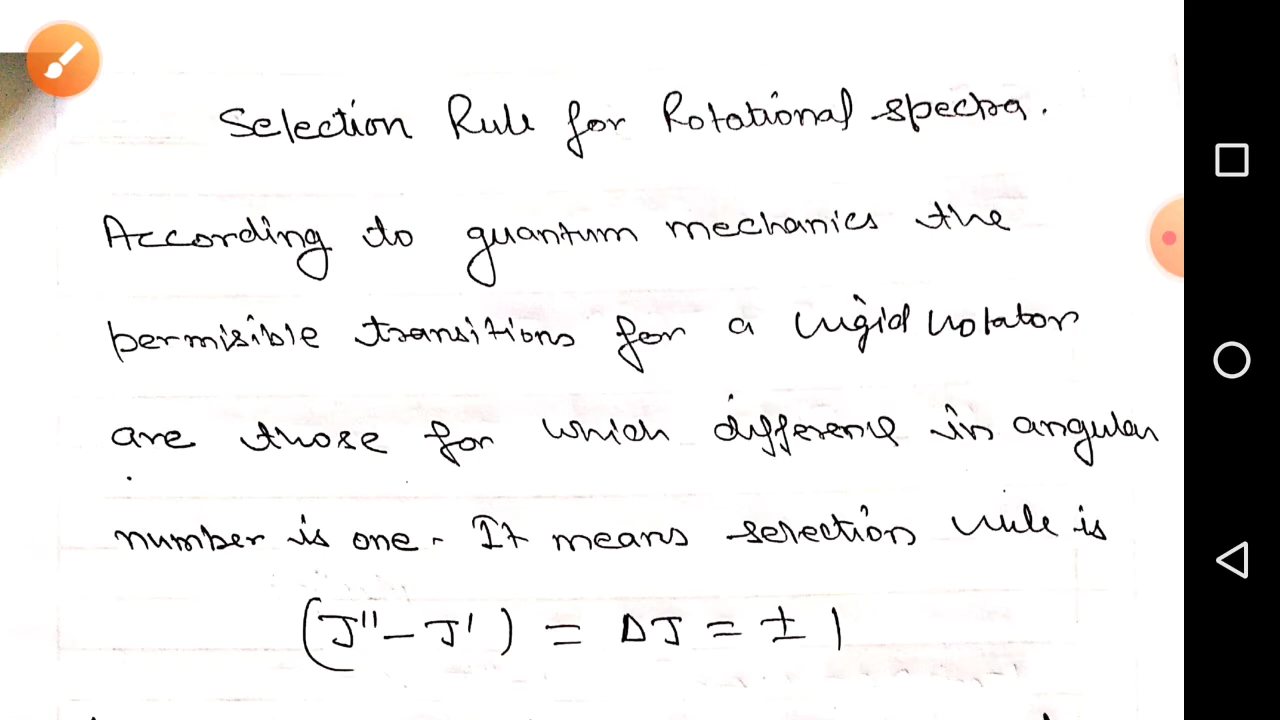 Selection Rule for Rotational spectra.
According to quantum mechanics the
permisible transitions for a rigid rotator
are those for which difference in angular
number is one. It means selection rule is
(J" - J') = ΔJ = ± 1